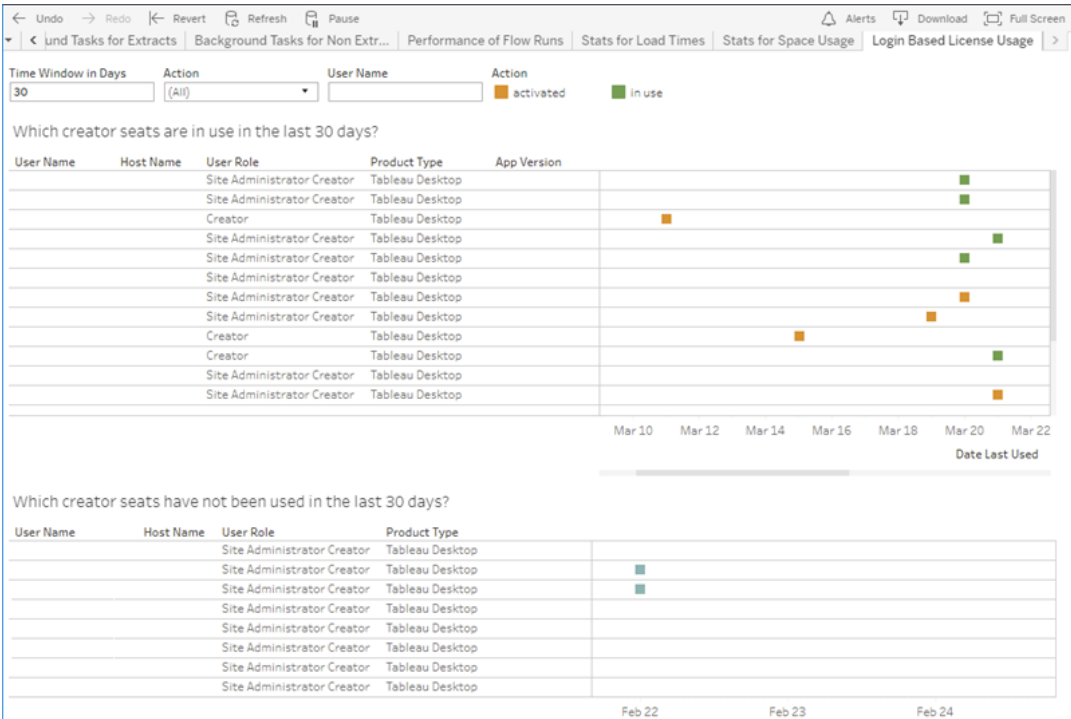 Undo Redo Revert Refresh Pause Alerts Download Full Screen
und Tasks for Extracts Background Tasks for Non Extr... Performance of Flow Runs Stats for Load Times Stats for Space Usage Login Based License Usage
Time Window in Days Action User Name Action
30 (All) activated in use
Which creator seats are in use in the last 30 days?
User Name Host Name User Role Product Type App Version
Site Administrator Creator Tableau Desktop
Site Administrator Creator Tableau Desktop
Creator Tableau Desktop
Site Administrator Creator Tableau Desktop
Site Administrator Creator Tableau Desktop
Site Administrator Creator Tableau Desktop
Site Administrator Creator Tableau Desktop
Site Administrator Creator Tableau Desktop
Creator Tableau Desktop
Creator Tableau Desktop
Site Administrator Creator Tableau Desktop
Site Administrator Creator Tableau Desktop
Mar 10 Mar 12 Mar 14 Mar 16 Mar 18 Mar 20 Mar 22
Date Last Used
Which creator seats have not been used in the last 30 days?
User Name Host Name User Role Product Type
Site Administrator Creator Tableau Desktop
Site Administrator Creator Tableau Desktop
Site Administrator Creator Tableau Desktop
Site Administrator Creator Tableau Desktop
Site Administrator Creator Tableau Desktop
Site Administrator Creator Tableau Desktop
Site Administrator Creator Tableau Desktop
Site Administrator Creator Tableau Desktop
Feb 22 Feb 23 Feb 24